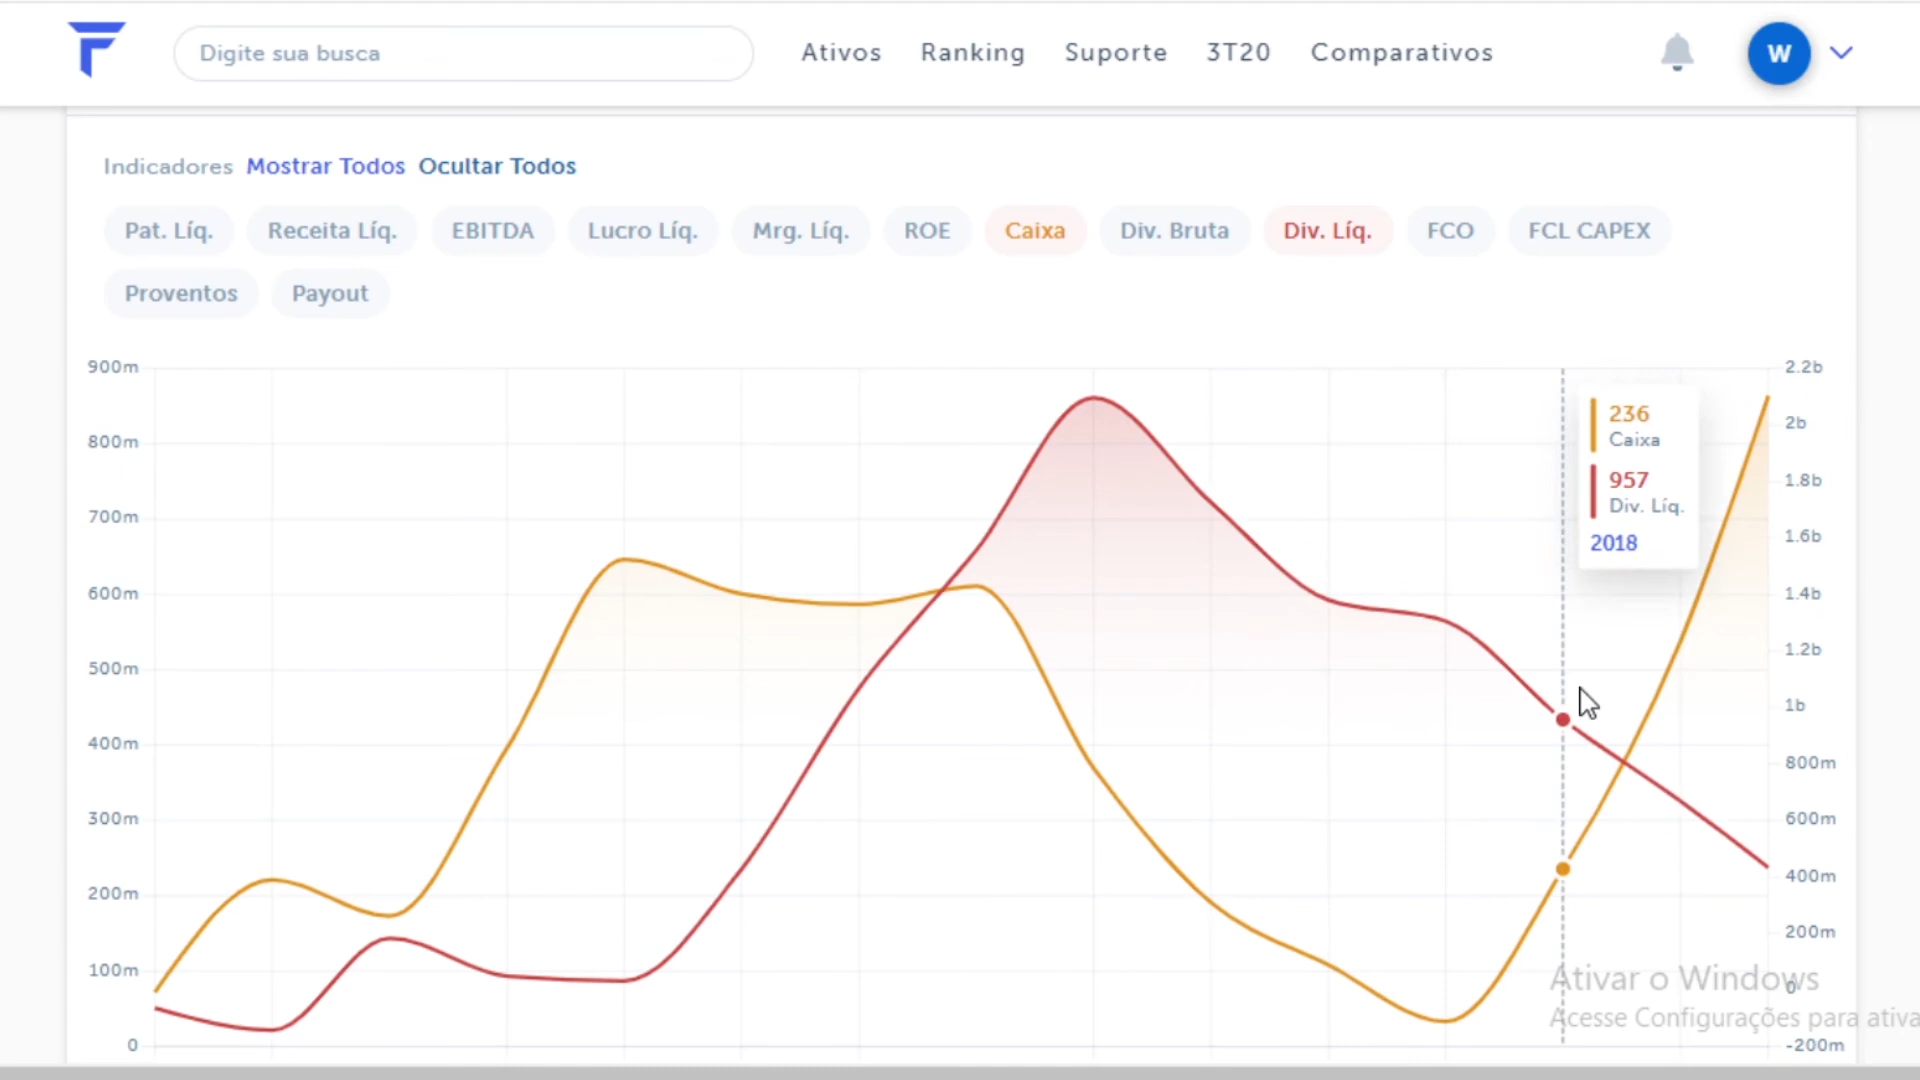 Digite sua busca Ativos Ranking Suporte 3T20 Comparativos W
Indicadores Mostrar Todos Ocultar Todos
Pat. Líq. Receita Líq. EBITDA Lucro Líq. Mrg. Líq. ROE Caixa Div. Bruta Div. Líq. FCO FCL CAPEX
Proventos Payout
900m 2.2b
236
Caixa
2b
800m
957
1.8b
Div. Líq.
700m
1.6b
2018
600m 1.4b
500m
1.2b
1b
400m
800m
300m 600m
400m
200m
200m
100m
Ativar o Windows
0
Acesse Configurações para ativa
0 -200m